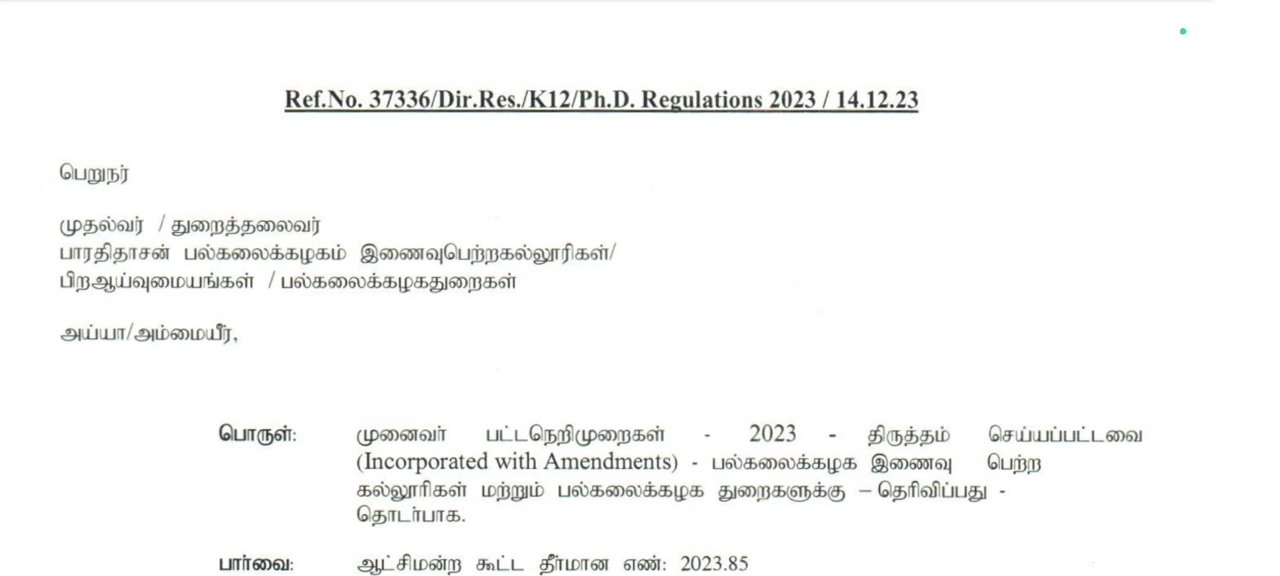 Ref.No. 37336/Dir.Res./K12/Ph.D. Regulations 2023 / 14.12.23
பெறுநர்
முதல்வர் / துறைத்தலைவர்
பாரதிதாசன் பல்கலைக்கழகம் இணைவுபெற்றகல்லூரிகள்/
பிறஆய்வுமையங்கள் / பல்கலைக்கழகதுறைகள்
அய்யா/அம்மையீர்,
பொருள்: முனைவர் பட்டநெறிமுறைகள் - 2023 - திருத்தம் செய்யப்பட்டவை
(Incorporated with Amendments) - பல்கலைக்கழக இணைவு பெற்ற
கல்லூரிகள் மற்றும் பல்கலைக்கழக துறைகளுக்கு – தெரிவிப்பது -
தொடர்பாக.
பார்வை: ஆட்சிமன்ற கூட்ட தீர்மான எண்: 2023.85